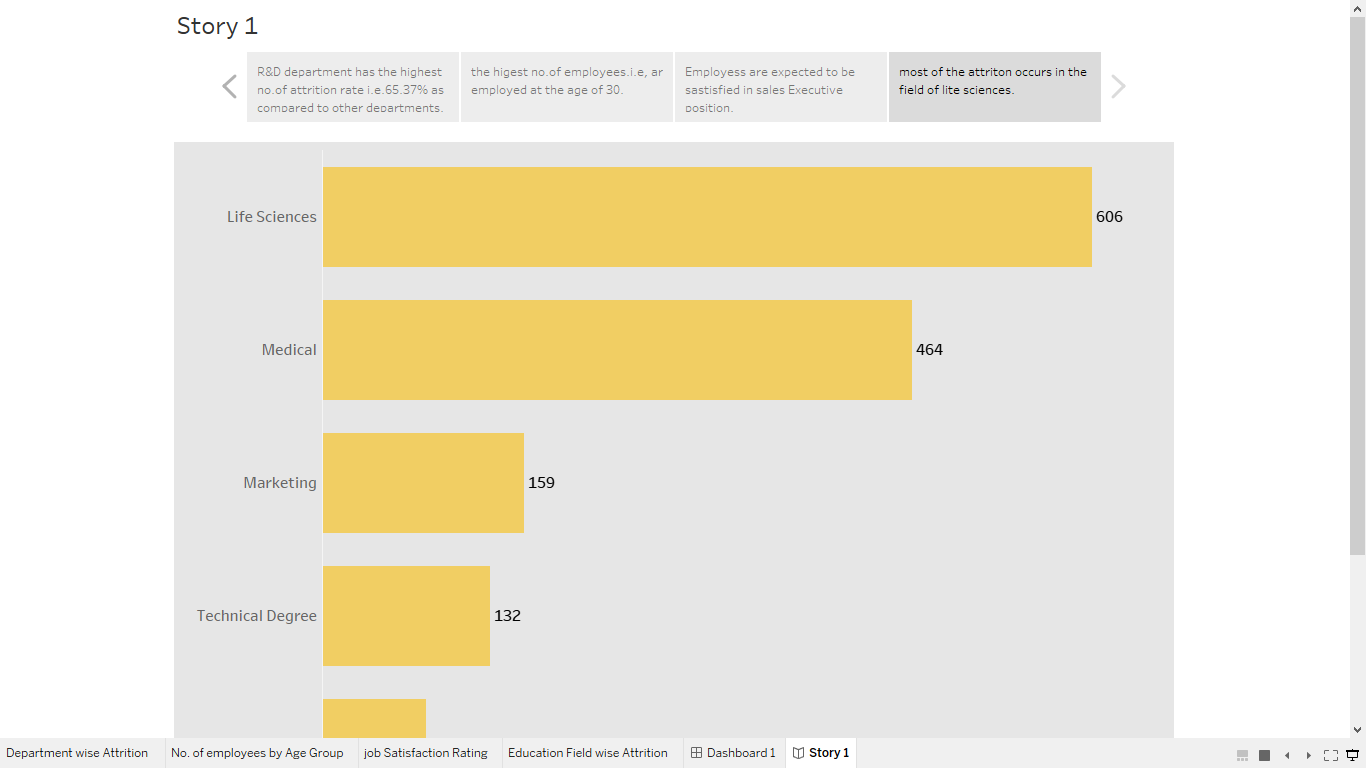 Story 1
R&D department has the highest
no.of attrition rate i.e.65.37% as
compared to other departments.
the higest no.of employees.i.e, ar
employed at the age of 30.
Employess are expected to be
sastisfied in sales Executive
position.
most of the attriton occurs in the
field of lite sciences.
Life Sciences
606
Medical
464
Marketing
159
Technical Degree
132
Department wise Attrition
No. of employees by Age Group
job Satisfaction Rating
Education Field wise Attrition
Dashboard 1
Story 1